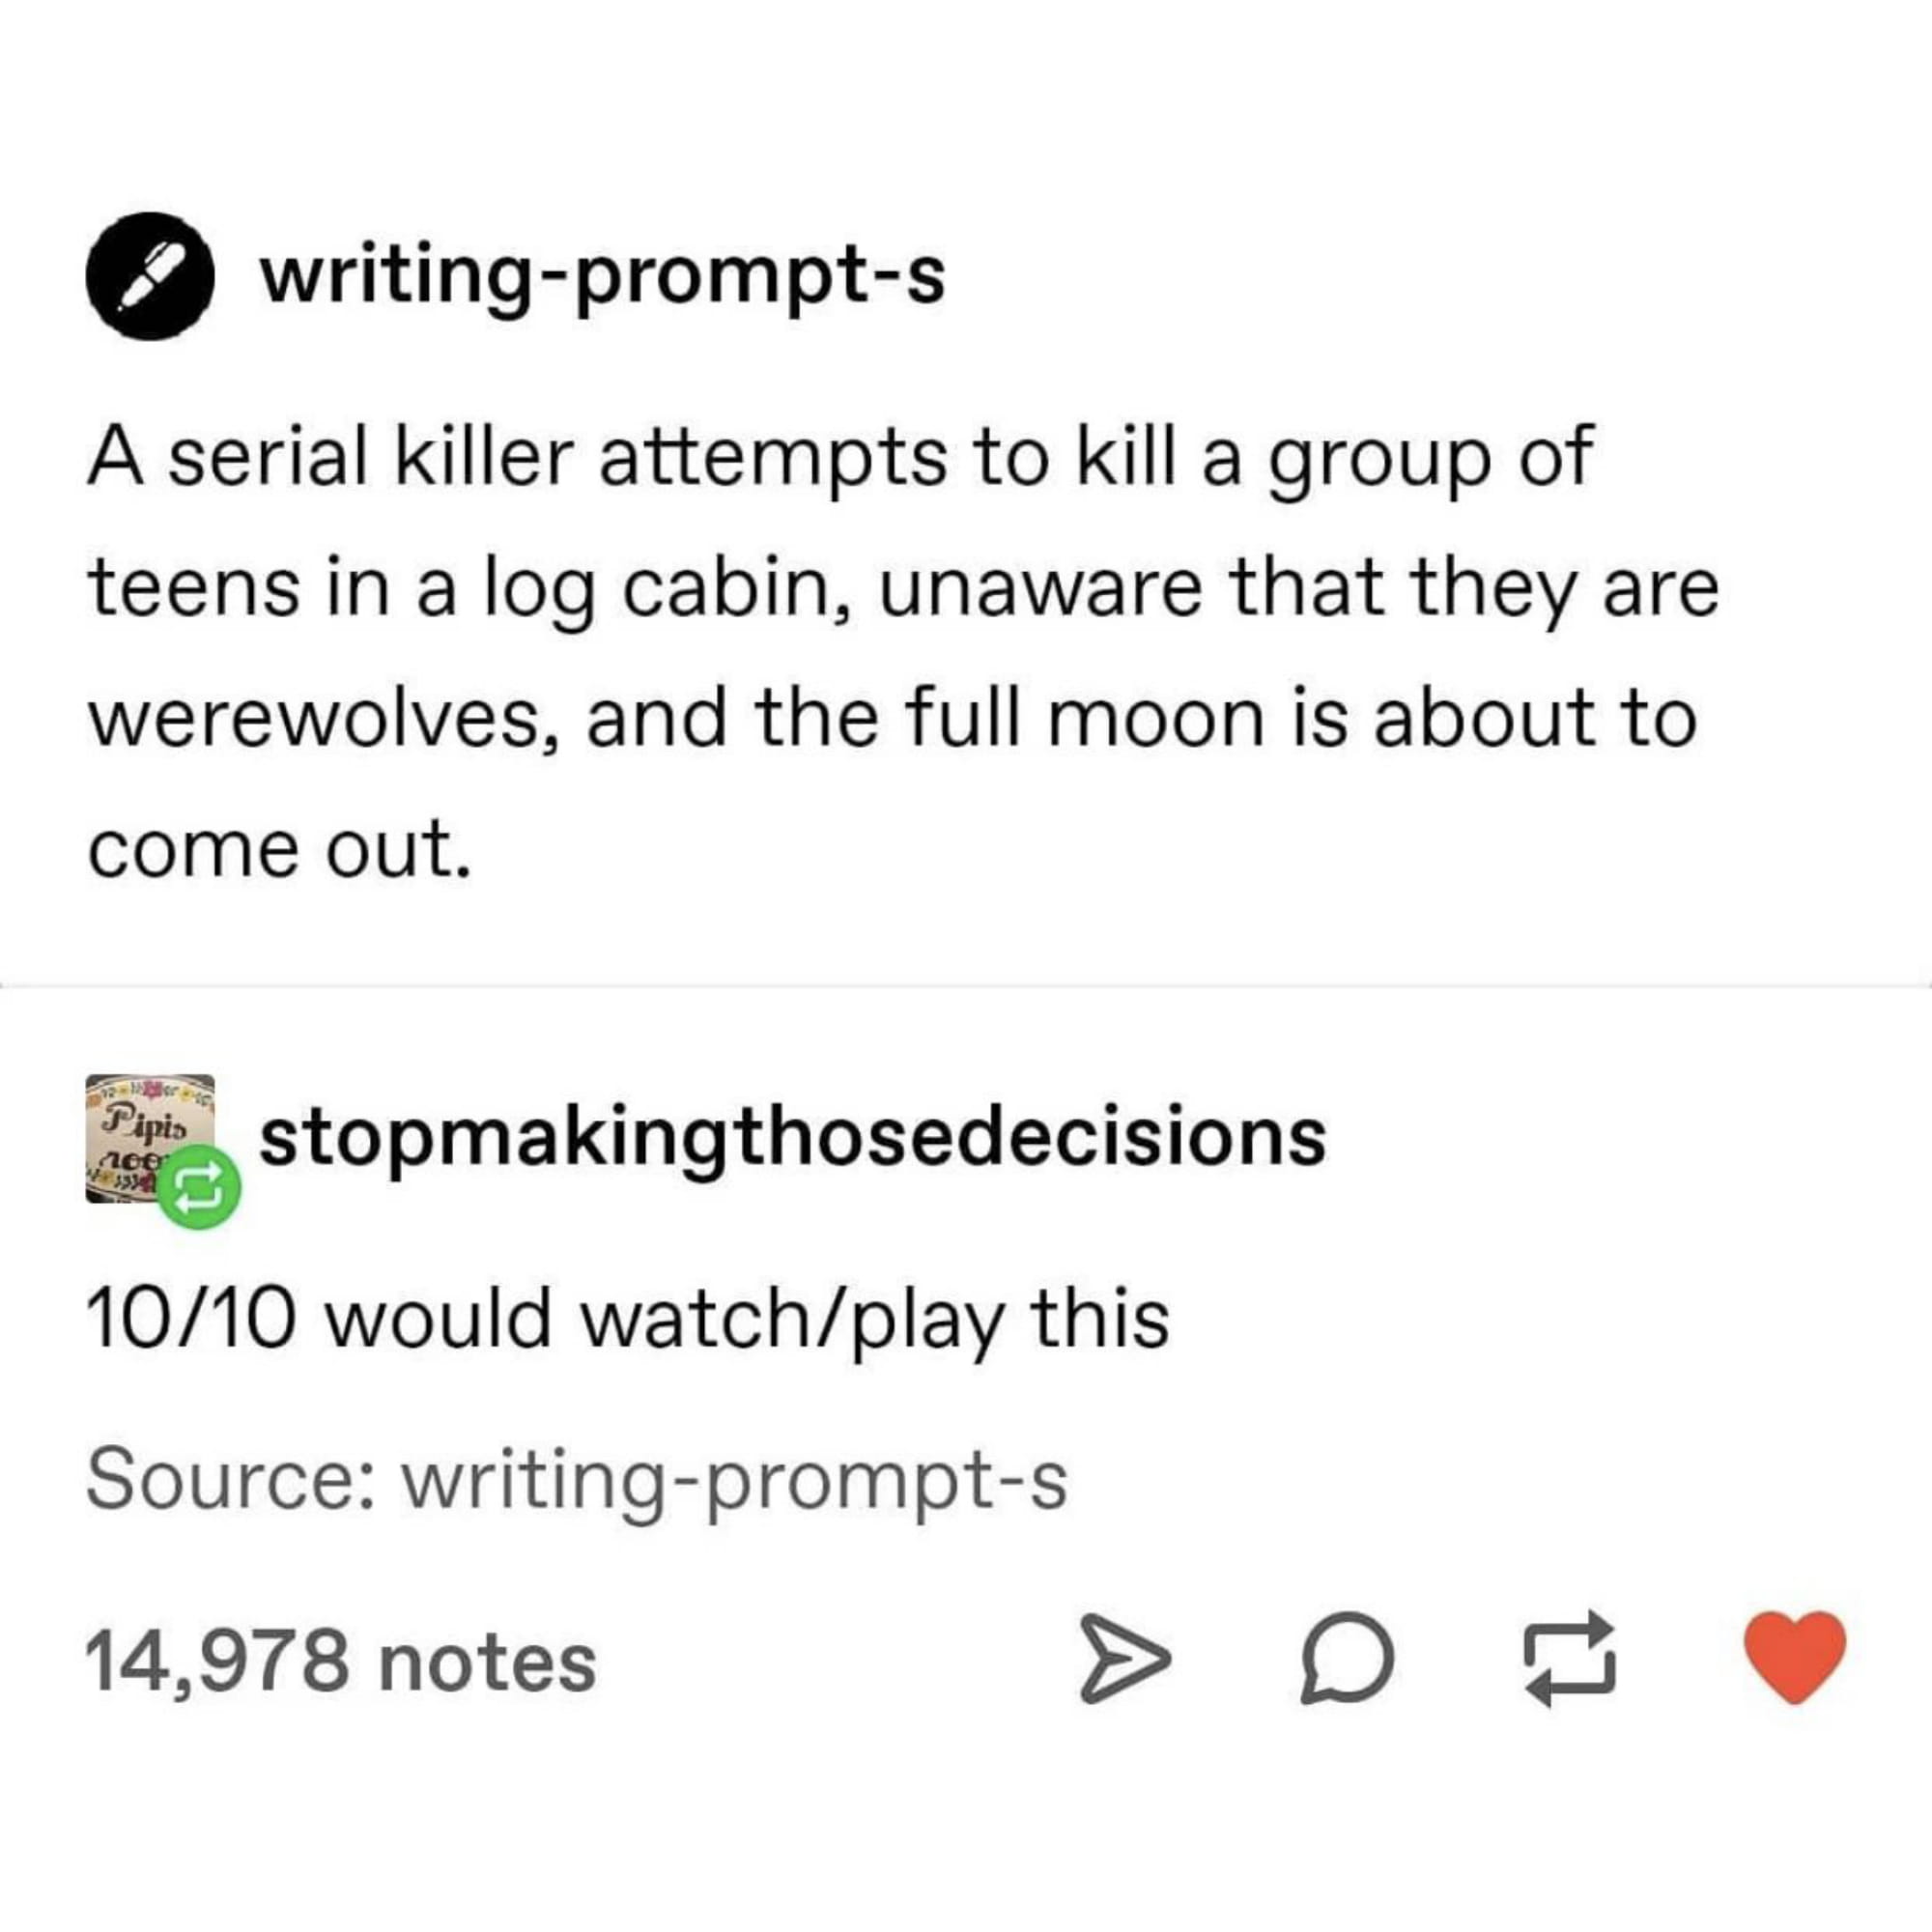 writing-prompt-s
A serial killer attempts to kill a group of
teens in a log cabin, unaware that they are
werewolves, and the full moon is about to
come out.
Pipis
room
stopmakingthosedecisions
10/10 would watch/play this
Source: writing-prompt-s
14,978 notes